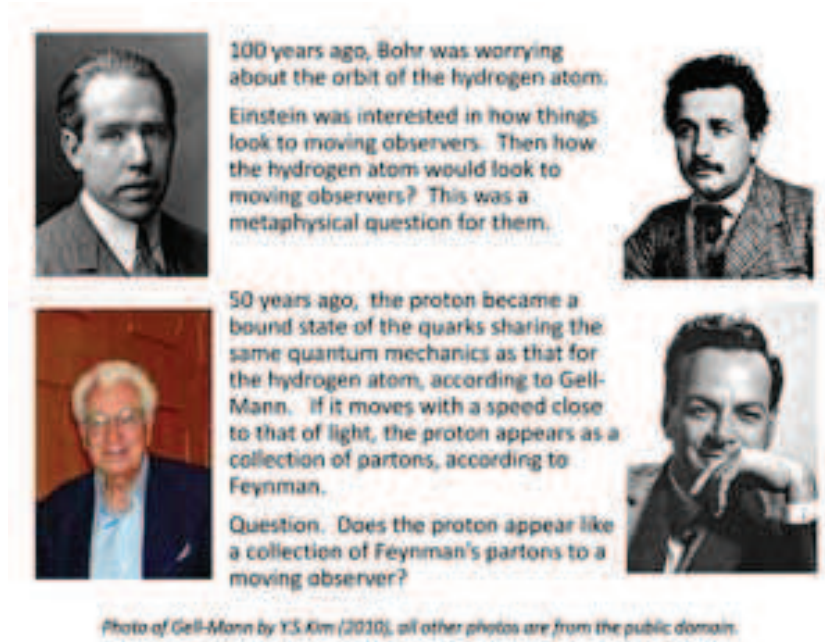 100 years ago, Bohr was worrying
about the orbit of the hydrogen atom.
Einstein was interested in how things
look to moving observers. Then how
the hydrogen atom would look to
moving observers? This was a
metaphysical question for them.
50 years ago, the proton became a
bound state of the quarks sharing the
same quantum mechanics as that for
the hydrogen atom, according to Gell-
Mann. If it moves with a speed close
to that of light, the proton appears as a
collection of partons, according to
Feynman.
Question. Does the proton appear like
a collection of Feynman's partons to a
moving observer?
Photo of Gell-Mann by Y.S.Kim (2010), all other photos are from the public domain.